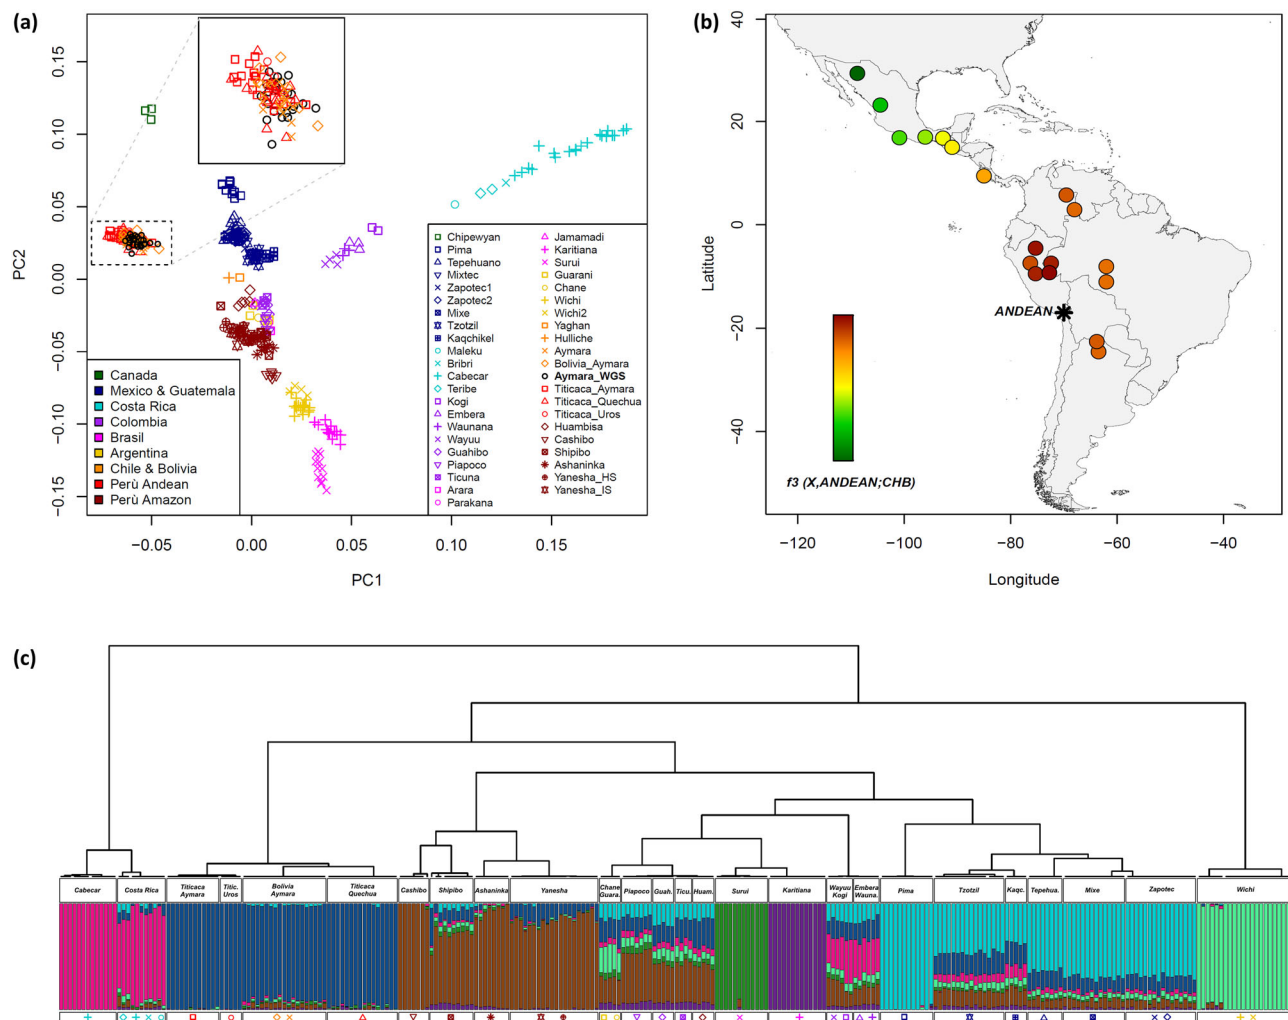 (a)
0.15
0.10
0.05
0.00
−0.05
−0.10
−0.15
PC2
−0.05
0.00
0.05
0.10
0.15
PC1
Canada
Mexico & Guatemala
Costa Rica
Colombia
Brasil
Argentina
Chile & Bolivia
Perù Andean
Perù Amazon
Chipewyan
Pima
Tepehuano
Mixtec
Zapotec1
Zapotec2
Mixe
Tzotzil
Kaqchikel
Maleku
Bribri
Cabecar
Teribe
Kogi
Embera
Waunana
Wayuu
Guahibo
Piapoco
Ticuna
Arara
Parakana
Jamamadi
Karitiana
Surui
Guarani
Chane
Wichi
Wichi2
Yaghan
Hulliche
Aymara
Bolivia_Aymara
Aymara_WGS
Titicaca_Aymara
Titicaca_Quechua
Titicaca_Uros
Huambisa
Cashibo
Shipibo
Ashaninka
Yanesha_HS
Yanesha_IS
(b)
40
20
0
−20
−40
Latitude
ANDEAN
f3 (X,ANDEAN;CHB)
−120
−100
−80
−60
−40
Longitude
(c)
Cabecar
Costa Rica
Titicaca
Aymara
Titic.
Uros
Bolivia
Aymara
Titicaca
Quechua
Cashibo
Shipibo
Ashaninka
Yanesha
Chane
Guara.
Piapoco
Guah.
Ticu.
Huam.
Surui
Karitiana
Wayuu
Kogi
Embera
Wauna.
Pima
Tzotzil
Kaqc.
Tepehua.
Mixe
Zapotec
Wichi